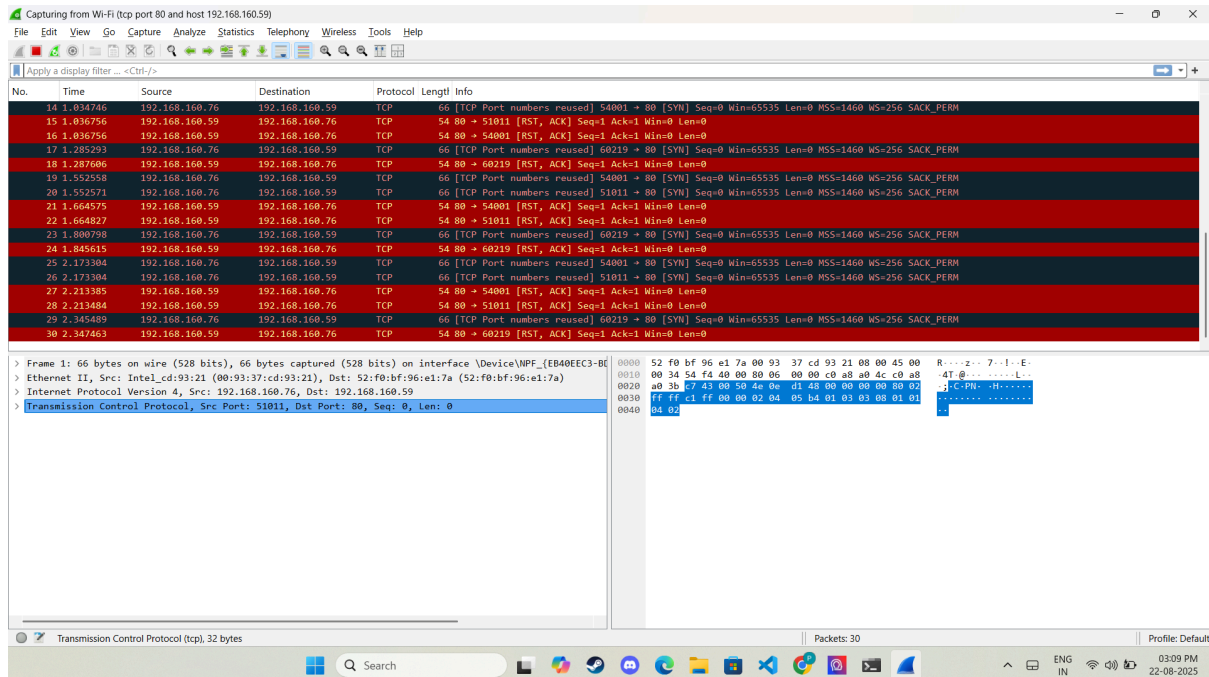 Capturing from Wi-Fi (tcp port 80 and host 192.168.160.59)
File Edit View Go Capture Analyze Statistics Telephony Wireless Tools Help
Apply a display filter ... <Ctrl-/>
No. Time Source Destination Protocol Length Info
14 1.034746 192.168.160.76 192.168.160.59 TCP 66 [TCP Port numbers reused] 54001 → 80 [SYN] Seq=0 Win=65535 Len=0 MSS=1460 WS=256 SACK_PERM
15 1.036756 192.168.160.59 192.168.160.76 TCP 54 80 → 51011 [RST, ACK] Seq=1 Ack=1 Win=0 Len=0
16 1.036756 192.168.160.59 192.168.160.76 TCP 54 80 → 54001 [RST, ACK] Seq=1 Ack=1 Win=0 Len=0
17 1.285293 192.168.160.76 192.168.160.59 TCP 66 [TCP Port numbers reused] 60219 → 80 [SYN] Seq=0 Win=65535 Len=0 MSS=1460 WS=256 SACK_PERM
18 1.287606 192.168.160.59 192.168.160.76 TCP 54 80 → 60219 [RST, ACK] Seq=1 Ack=1 Win=0 Len=0
19 1.552558 192.168.160.76 192.168.160.59 TCP 66 [TCP Port numbers reused] 54001 → 80 [SYN] Seq=0 Win=65535 Len=0 MSS=1460 WS=256 SACK_PERM
20 1.552571 192.168.160.76 192.168.160.59 TCP 66 [TCP Port numbers reused] 51011 → 80 [SYN] Seq=0 Win=65535 Len=0 MSS=1460 WS=256 SACK_PERM
21 1.664575 192.168.160.59 192.168.160.76 TCP 54 80 → 54001 [RST, ACK] Seq=1 Ack=1 Win=0 Len=0
22 1.664827 192.168.160.59 192.168.160.76 TCP 54 80 → 51011 [RST, ACK] Seq=1 Ack=1 Win=0 Len=0
23 1.800798 192.168.160.76 192.168.160.59 TCP 66 [TCP Port numbers reused] 60219 → 80 [SYN] Seq=0 Win=65535 Len=0 MSS=1460 WS=256 SACK_PERM
24 1.845615 192.168.160.59 192.168.160.76 TCP 54 80 → 60219 [RST, ACK] Seq=1 Ack=1 Win=0 Len=0
25 2.173304 192.168.160.76 192.168.160.59 TCP 66 [TCP Port numbers reused] 54001 → 80 [SYN] Seq=0 Win=65535 Len=0 MSS=1460 WS=256 SACK_PERM
26 2.173304 192.168.160.76 192.168.160.59 TCP 66 [TCP Port numbers reused] 51011 → 80 [SYN] Seq=0 Win=65535 Len=0 MSS=1460 WS=256 SACK_PERM
27 2.213385 192.168.160.59 192.168.160.76 TCP 54 80 → 54001 [RST, ACK] Seq=1 Ack=1 Win=0 Len=0
28 2.213484 192.168.160.59 192.168.160.76 TCP 54 80 → 51011 [RST, ACK] Seq=1 Ack=1 Win=0 Len=0
29 2.345489 192.168.160.76 192.168.160.59 TCP 66 [TCP Port numbers reused] 60219 → 80 [SYN] Seq=0 Win=65535 Len=0 MSS=1460 WS=256 SACK_PERM
30 2.347463 192.168.160.59 192.168.160.76 TCP 54 80 → 60219 [RST, ACK] Seq=1 Ack=1 Win=0 Len=0
Frame 1: 66 bytes on wire (528 bits), 66 bytes captured (528 bits) on interface \Device\NPF_{EB40EEC3-BD
Ethernet II, Src: Intel_cd:93:21 (00:93:37:cd:93:21), Dst: 52:f0:bf:96:e1:7a (52:f0:bf:96:e1:7a)
Internet Protocol Version 4, Src: 192.168.160.76, Dst: 192.168.160.59
Transmission Control Protocol, Src Port: 51011, Dst Port: 80, Seq: 0, Len: 0
0000 52 f0 bf 96 e1 7a 00 93 37 cd 93 21 08 00 45 00 R····z·· 7··!··E·
0010 00 34 54 f4 40 00 80 06 00 00 c0 a8 a0 4c c0 a8 ·4T·@··· ·····L··
0020 a0 3b c7 43 00 50 4e 0e d1 48 00 00 00 00 80 02 ·;·C·PN· ·H······
0030 ff ff c1 ff 00 00 02 04 05 b4 01 03 03 08 01 01 ········ ········
0040 04 02 ··
Transmission Control Protocol (tcp), 32 bytes
Packets: 30
Profile: Default
Search
ENG
IN
03:09 PM
22-08-2025